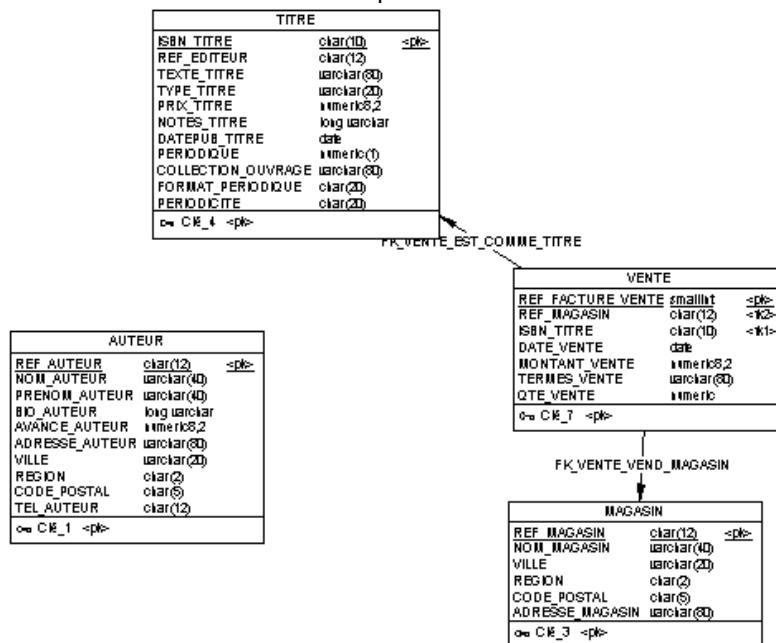 TITRE
ISBN_TITRE char(10) <pk>
REF_EDITEUR char(12)
TEXTE_TITRE varchar(80)
TYPE_TITRE varchar(20)
PRIX_TITRE numeric8,2
NOTES_TITRE long varchar
DATEPUB_TITRE date
PERIODIQUE numeric(1)
COLLECTION_OUVRAGE varchar(80)
FORMAT_PERIODIQUE char(20)
PERIODICITE char(20)
Clé_4 <pk>
FK_VENTE_EST_COMME_TITRE
VENTE
REF_FACTURE_VENTE smallint <pk>
REF_MAGASIN char(12) <fk2>
ISBN_TITRE char(10) <fk1>
DATE_VENTE date
MONTANT_VENTE numeric8,2
TERMES_VENTE varchar(80)
QTE_VENTE numeric
Clé_7 <pk>
AUTEUR
REF_AUTEUR char(12) <pk>
NOM_AUTEUR varchar(40)
PRENOM_AUTEUR varchar(40)
BIO_AUTEUR long varchar
AVANCE_AUTEUR numeric8,2
ADRESSE_AUTEUR varchar(80)
VILLE varchar(20)
REGION char(2)
CODE_POSTAL char(5)
TEL_AUTEUR char(12)
Clé_1 <pk>
FK_VENTE_VEND_MAGASIN
MAGASIN
REF_MAGASIN char(12) <pk>
NOM_MAGASIN varchar(40)
VILLE varchar(20)
REGION char(2)
CODE_POSTAL char(5)
ADRESSE_MAGASIN varchar(80)
Clé_3 <pk>